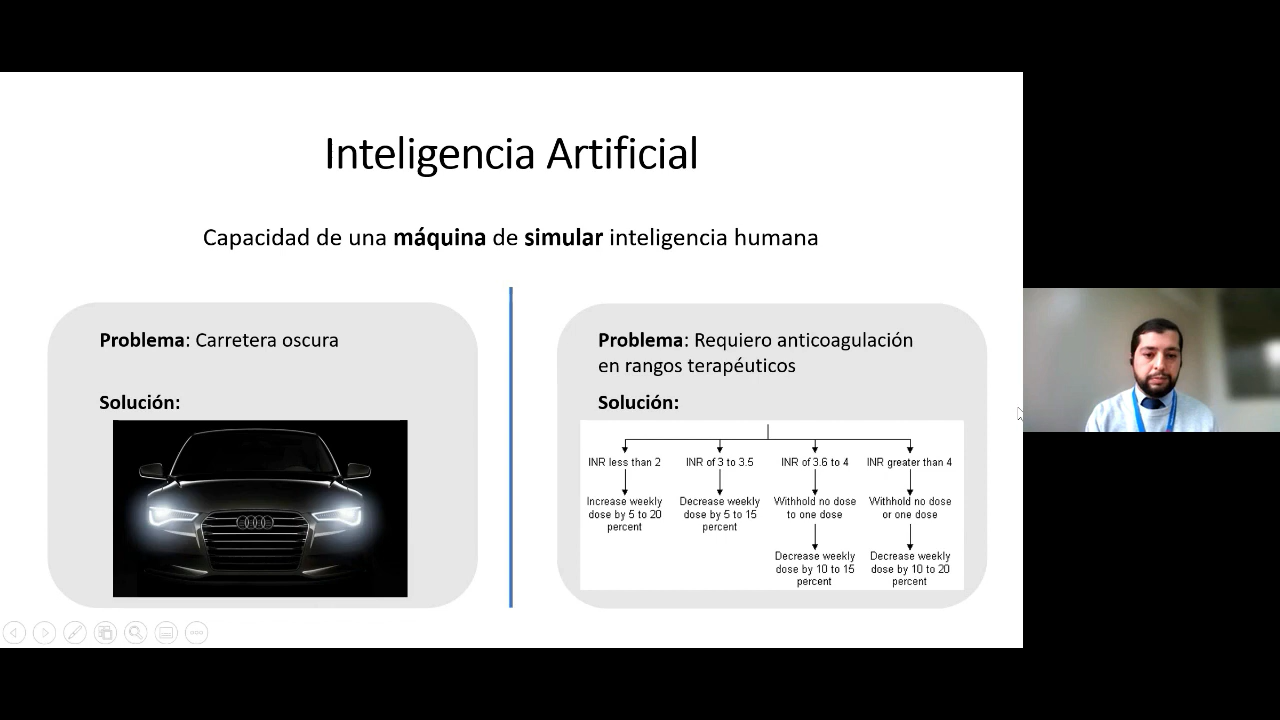 Inteligencia Artificial
Capacidad de una máquina de simular inteligencia humana
Problema: Carretera oscura
Solución:
Problema: Requiero anticoagulación
en rangos terapéuticos
Solución:
INR less than 2
Increase weekly
dose by 5 to 20
percent
INR of 3 to 3.5
Decrease weekly
dose by 5 to 15
percent
INR of 3.6 to 4
Withhold no dose
to one dose
Decrease weekly
dose by 10 to 15
percent
INR greater than 4
Withhold no dose
or one dose
Decrease weekly
dose by 10 to 20
percent